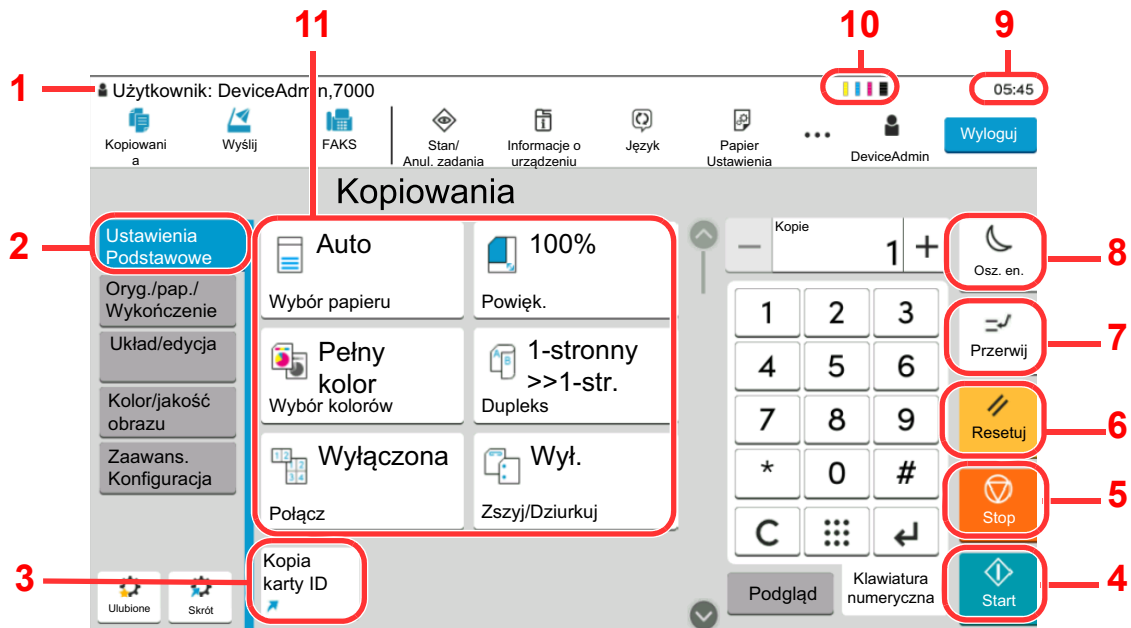 11
10
9
1
Użytkownik: DeviceAdmin,7000
05:45
Kopiowani
a
Wyślij
FAKS
Stan/
Anul. zadania
Informacje o
urządzeniu
Język
Papier
Ustawienia
DeviceAdmin
Wyloguj
Kopiowania
2
Ustawienia
Podstawowe
Oryg./pap./
Wykończenie
Układ/edycja
Kolor/jakość
obrazu
Zaawans.
Konfiguracja
Auto
Wybór papieru
100%
Powięk.
Pełny
kolor
Wybór kolorów
1-stronny
>>1-str.
Dupleks
Wyłączona
Połącz
Wył.
Zszyj/Dziurkuj
Kopie
1
1 2 3
4 5 6
7 8 9
* 0 #
C
Osz. en.
8
Przerwij
7
Resetuj
6
Stop
5
3
Kopia
karty ID
Ulubione
Skrót
Podgląd
Klawiatura
numeryczna
Start
4